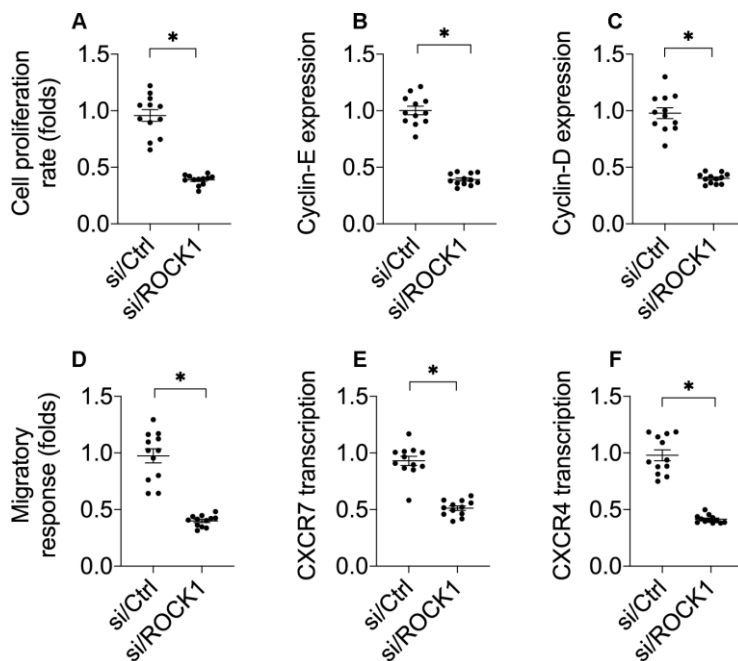 A
B
C
Cell proliferation
rate (folds)
1.5
1.0
0.5
0.0
*
si/Ctrl
si/ROCK1
Cyclin-E expression
1.5
1.0
0.5
0.0
*
si/Ctrl
si/ROCK1
Cyclin-D expression
1.5
1.0
0.5
0.0
*
si/Ctrl
si/ROCK1
D
E
F
Migratory
response (folds)
1.5
1.0
0.5
0.0
*
si/Ctrl
si/ROCK1
CXCR7 transcription
1.5
1.0
0.5
0.0
*
si/Ctrl
si/ROCK1
CXCR4 transcription
1.5
1.0
0.5
0.0
*
si/Ctrl
si/ROCK1